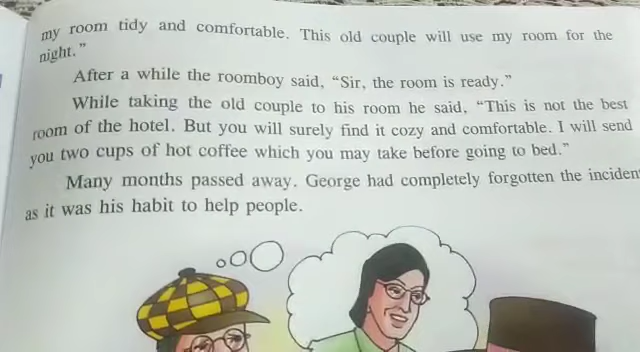 my room tidy and comfortable. This old couple will use my room for the
night."
After a while the roomboy said, "Sir, the room is ready."
While taking the old couple to his room he said, "This is not the best
room of the hotel. But you will surely find it cozy and comfortable. I will send
you two cups of hot coffee which you may take before going to bed."
Many months passed away. George had completely forgotten the inciden
as it was his habit to help people.